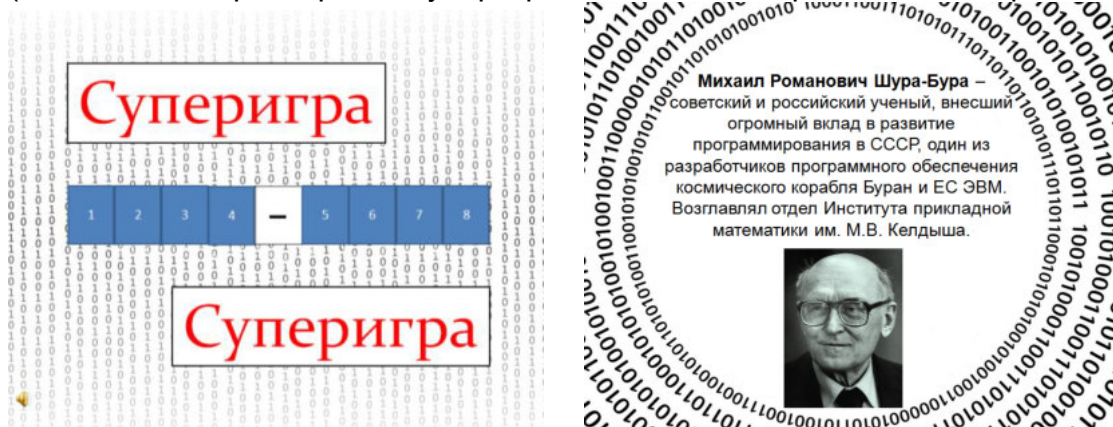 Суперигра
1 2 3 4 – 5 6 7 8
Суперигра
Михаил Романович Шура-Бура –
советский и российский ученый, внесший
огромный вклад в развитие
программирования в СССР, один из
разработчиков программного обеспечения
космического корабля Буран и ЕС ЭВМ.
Возглавлял отдел Института прикладной
математики им. М.В. Келдыша.